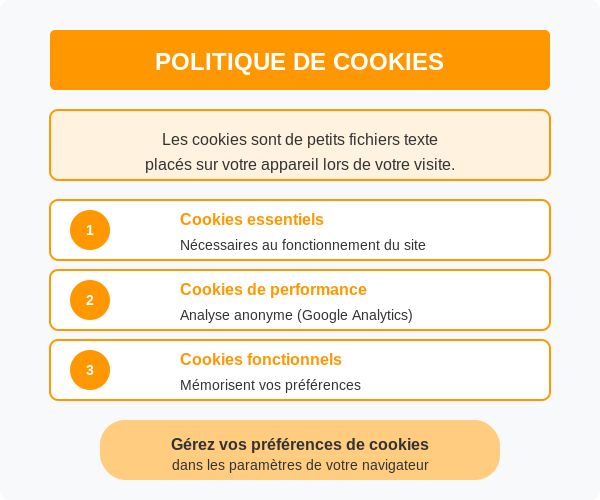 POLITIQUE DE COOKIES
Les cookies sont de petits fichiers texte
placés sur votre appareil lors de votre visite.
1
Cookies essentiels
Nécessaires au fonctionnement du site
2
Cookies de performance
Analyse anonyme (Google Analytics)
3
Cookies fonctionnels
Mémorisent vos préférences
Gérez vos préférences de cookies
dans les paramètres de votre navigateur